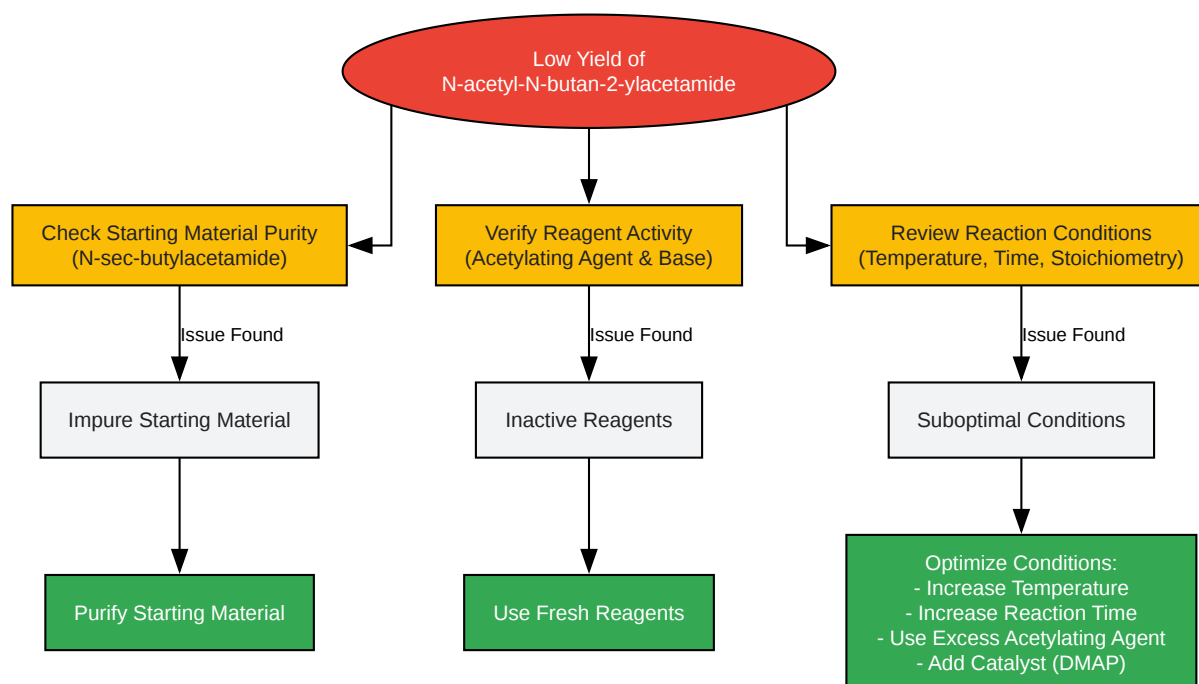 Low Yield of
N-acetyl-N-butan-2-ylacetamide
Check Starting Material Purity
(N-sec-butylacetamide)
Verify Reagent Activity
(Acetylating Agent & Base)
Review Reaction Conditions
(Temperature, Time, Stoichiometry)
Issue Found
Issue Found
Issue Found
Impure Starting Material
Inactive Reagents
Suboptimal Conditions
Purify Starting Material
Use Fresh Reagents
Optimize Conditions:
- Increase Temperature
- Increase Reaction Time
- Use Excess Acetylating Agent
- Add Catalyst (DMAP)